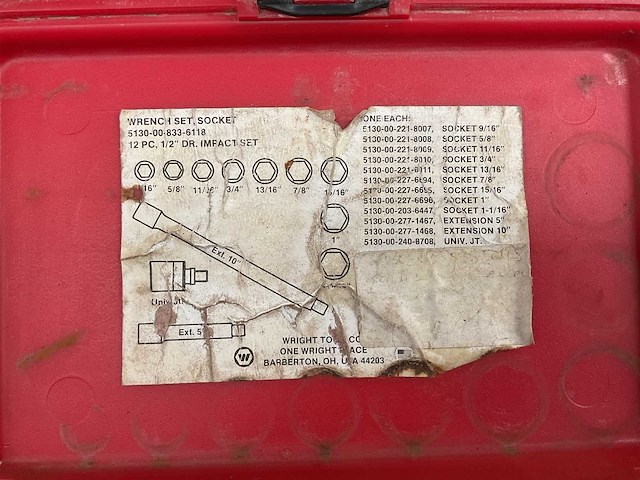 WRENCH SET, SOCKET
5130-00-833-6118
12 PC, 1/2" DR. IMPACT SET
5/8" 11/16" 3/4" 13/16" 7/8" 15/16"
1"
Ext. 10"
Univ. Jt.
Ext. 5"
WRIGHT TOOL CO
ONE WRIGHT PLACE
BARBERTON, OH, USA 44203
ONE EACH:
5130-00-221-8007, SOCKET 9/16"
5130-00-221-8008, SOCKET 5/8"
5130-00-221-8009, SOCKET 11/16"
5130-00-221-8010, SOCKET 3/4"
5130-00-221-8011, SOCKET 13/16"
5130-00-227-6694, SOCKET 7/8"
5130-00-227-6695, SOCKET 15/16"
5130-00-227-6696, SOCKET 1"
5130-00-203-6447, SOCKET 1-1/16"
5130-00-277-1467, EXTENSION 5"
5130-00-277-1468, EXTENSION 10"
5130-00-240-8708, UNIV. JT.